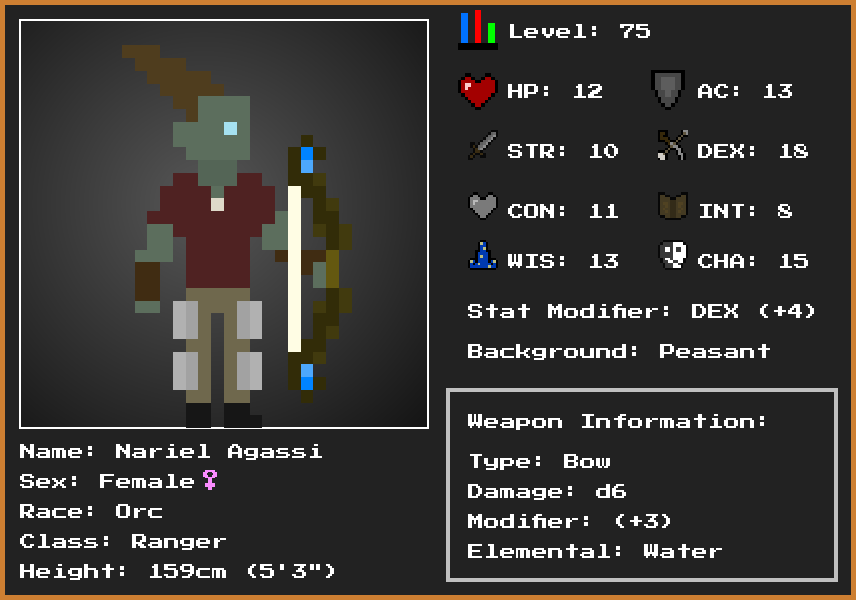 Level: 75
HP: 12
AC: 13
STR: 10
DEX: 18
CON: 11
INT: 8
WIS: 13
CHA: 15
Stat Modifier: DEX (+4)
Background: Peasant
Weapon Information:
Type: Bow
Damage: d6
Modifier: (+3)
Elemental: Water
Name: Nariel Agassi
Sex: Female♀
Race: Orc
Class: Ranger
Height: 159cm (5'3")